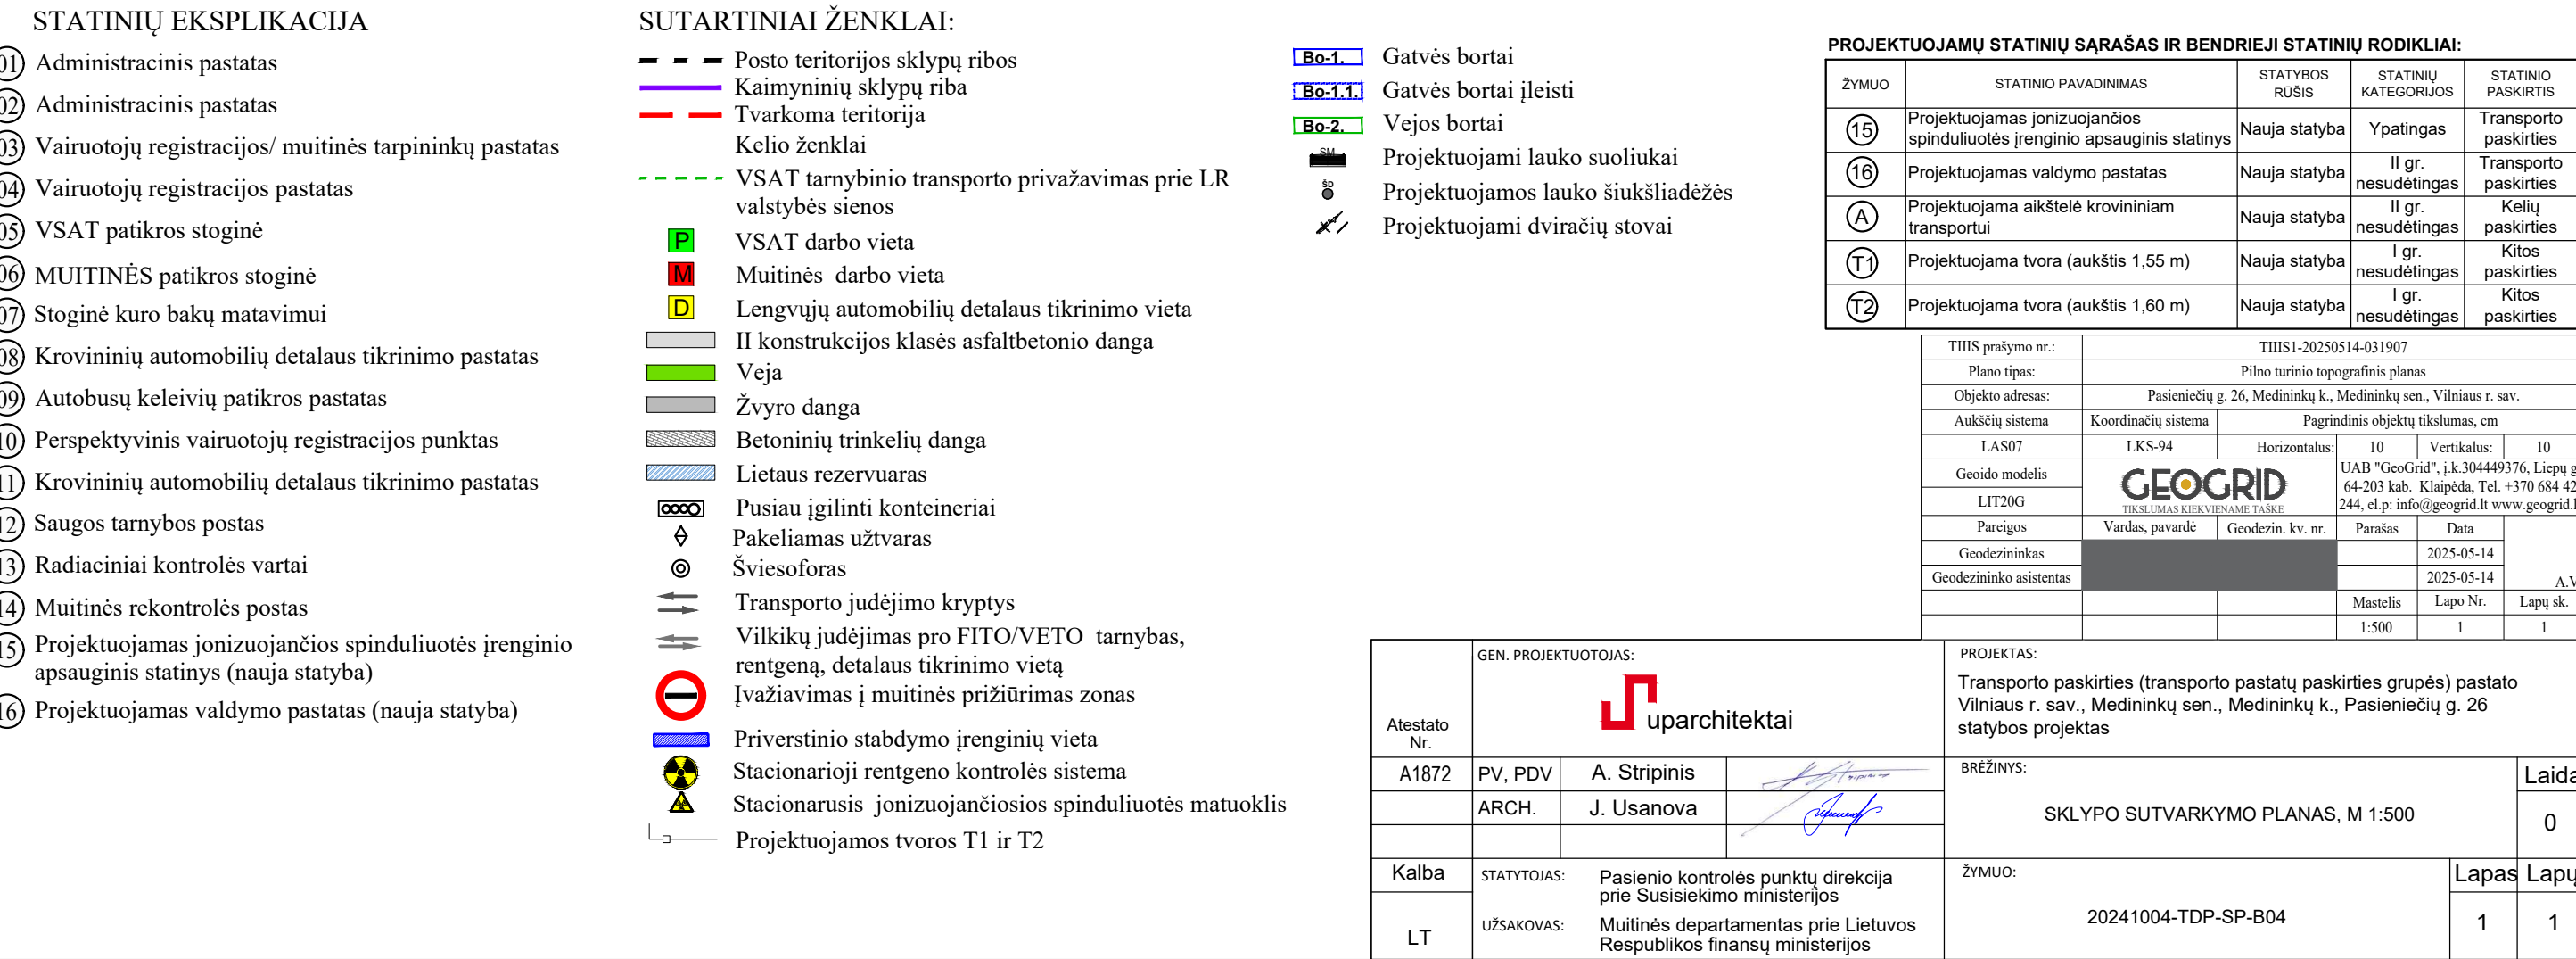 STATINIŲ EKSPLIKACIJA
01 Administracinis pastatas
02 Administracinis pastatas
03 Vairuotojų registracijos/ muitinės tarpininkų pastatas
04 Vairuotojų registracijos pastatas
05 VSAT patikros stoginė
06 MUITINĖS patikros stoginė
07 Stoginė kuro bakų matavimui
08 Krovininių automobilių detalaus tikrinimo pastatas
09 Autobusų keleivių patikros pastatas
10 Perspektyvinis vairuotojų registracijos punktas
11 Krovininių automobilių detalaus tikrinimo pastatas
12 Saugos tarnybos postas
13 Radiaciniai kontrolės vartai
14 Muitinės rekontrolės postas
15 Projektuojamas jonizuojančios spinduliuotės įrenginio
apsauginis statinys (nauja statyba)
16 Projektuojamas valdymo pastatas (nauja statyba)
SUTARTINIAI ŽENKLAI:
Posto teritorijos sklypų ribos
Kaimyninių sklypų riba
Tvarkoma teritorija
Kelio ženklai
VSAT tarnybinio transporto privažavimas prie LR
valstybės sienos
P VSAT darbo vieta
M Muitinės darbo vieta
D Lengvųjų automobilių detalaus tikrinimo vieta
II konstrukcijos klasės asfaltbetonio danga
Veja
Žvyro danga
Betoninių trinkelių danga
Lietaus rezervuaras
Pusiau įgilinti konteineriai
Pakeliamas užtvaras
Šviesoforas
Transporto judėjimo kryptys
Vilkikų judėjimas pro FITO/VETO tarnybas,
rentgeną, detalaus tikrinimo vietą
Įvažiavimas į muitinės prižiūrimas zonas
Priverstinio stabdymo įrenginių vieta
Stacionarioji rentgeno kontrolės sistema
Stacionarusis jonizuojančiosios spinduliuotės matuoklis
Projektuojamos tvoros T1 ir T2
Bo-1. Gatvės bortai
Bo-1.1. Gatvės bortai įleisti
Bo-2. Vejos bortai
SM Projektuojami lauko suoliukai
ŠD Projektuojamos lauko šiukšliadėžės
Projektuojami dviračių stovai
PROJEKTUOJAMŲ STATINIŲ SĄRAŠAS IR BENDRIEJI STATINIŲ RODIKLIAI:
ŽYMUO STATINIO PAVADINIMAS STATYBOS RŪŠIS STATINIŲ KATEGORIJOS STATINIO PASKIRTIS
15 Projektuojamas jonizuojančios spinduliuotės įrenginio apsauginis statinys Nauja statyba Ypatingas Transporto paskirties
16 Projektuojamas valdymo pastatas Nauja statyba II gr. nesudėtingas Transporto paskirties
A Projektuojama aikštelė krovininiam transportui Nauja statyba II gr. nesudėtingas Kelių paskirties
T1 Projektuojama tvora (aukštis 1,55 m) Nauja statyba I gr. nesudėtingas Kitos paskirties
T2 Projektuojama tvora (aukštis 1,60 m) Nauja statyba I gr. nesudėtingas Kitos paskirties
TIIIS prašymo nr.: TIIIS1-20250514-031907
Plano tipas: Pilno turinio topografinis planas
Objekto adresas: Pasieniečių g. 26, Medininkų k., Medininkų sen., Vilniaus r. sav.
Aukščių sistema Koordinačių sistema Pagrindinis objektų tikslumas, cm
LAS07 LKS-94 Horizontalus: 10 Vertikalus: 10
Geoido modelis
LIT20G
GEOGRID
TIKSLUMAS KIEKVIENAME TAŠKE
UAB "GeoGrid", į.k.304449376, Liepų g
64-203 kab. Klaipėda, Tel. +370 684 42
244, el.p: info@geogrid.lt www.geogrid.l
Pareigos Vardas, pavardė Geodezin. kv. nr. Parašas Data
Geodezininkas 2025-05-14
Geodezininko asistentas 2025-05-14 A.V
Mastelis Lapo Nr. Lapų sk.
1:500 1 1
Atestato
Nr.
GEN. PROJEKTUOTOJAS:
uparchitektai
PROJEKTAS:
Transporto paskirties (transporto pastatų paskirties grupės) pastato
Vilniaus r. sav., Medininkų sen., Medininkų k., Pasieniečių g. 26
statybos projektas
A1872 PV, PDV A. Stripinis
ARCH. J. Usanova
BRĖŽINYS:
SKLYPO SUTVARKYMO PLANAS, M 1:500
Laida
0
Kalba
LT
STATYTOJAS: Pasienio kontrolės punktų direkcija
prie Susisiekimo ministerijos
UŽSAKOVAS: Muitinės departamentas prie Lietuvos
Respublikos finansų ministerijos
ŽYMUO:
20241004-TDP-SP-B04
Lapas Lapų
1 1